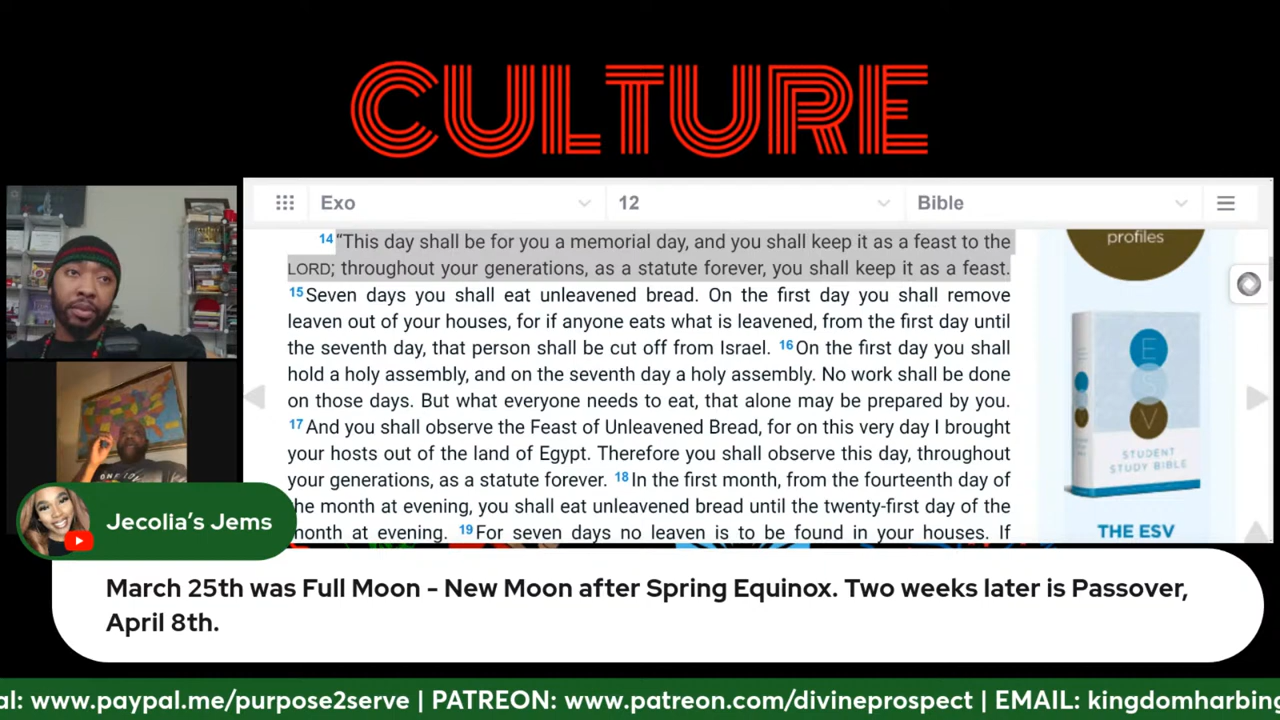 CULTURE
Exo 12 Bible
14 “This day shall be for you a memorial day, and you shall keep it as a feast to the
LORD; throughout your generations, as a statute forever, you shall keep it as a feast.
15 Seven days you shall eat unleavened bread. On the first day you shall remove
leaven out of your houses, for if anyone eats what is leavened, from the first day until
the seventh day, that person shall be cut off from Israel. 16 On the first day you shall
hold a holy assembly, and on the seventh day a holy assembly. No work shall be done
on those days. But what everyone needs to eat, that alone may be prepared by you.
17 And you shall observe the Feast of Unleavened Bread, for on this very day I brought
your hosts out of the land of Egypt. Therefore you shall observe this day, throughout
your generations, as a statute forever. 18 In the first month, from the fourteenth day of
he month at evening, you shall eat unleavened bread until the twenty-first day of the
month at evening. 19 For seven days no leaven is to be found in your houses. If
profiles
E
S
V
STUDENT
STUDY BIBLE
THE ESV
Jecolia’s Jems
March 25th was Full Moon - New Moon after Spring Equinox. Two weeks later is Passover,
April 8th.
al: www.paypal.me/purpose2serve | PATREON: www.patreon.com/divineprospect | EMAIL: kingdomharbing